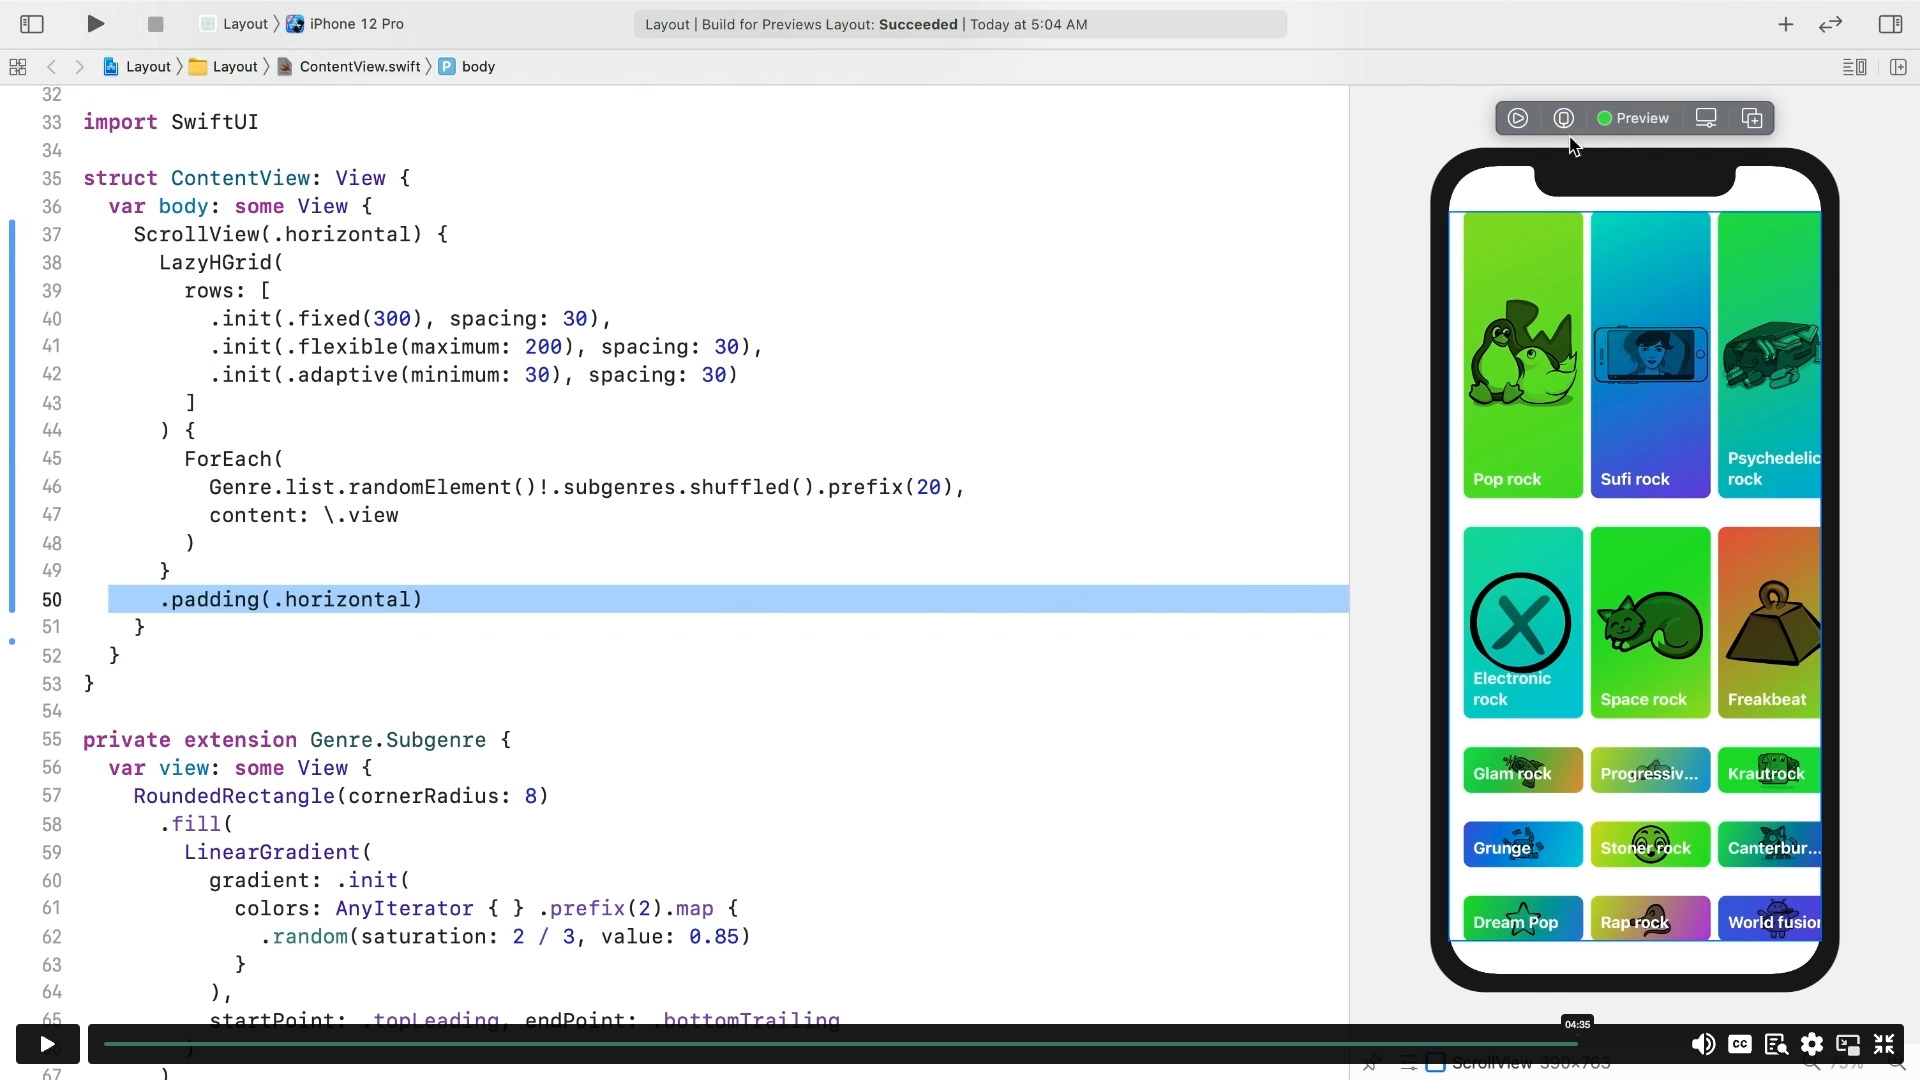 Layout 〉 iPhone 12 Pro
Layout | Build for Previews Layout: Succeeded | Today at 5:04 AM
Layout 〉 Layout 〉 ContentView.swift 〉 P body
32
33 import SwiftUI
34
35 struct ContentView: View {
36 var body: some View {
37 ScrollView(.horizontal) {
38 LazyHGrid(
39 rows: [
40 .init(.fixed(300), spacing: 30),
41 .init(.flexible(maximum: 200), spacing: 30),
42 .init(.adaptive(minimum: 30), spacing: 30)
43 ]
44 ) {
45 ForEach(
46 Genre.list.randomElement()!.subgenres.shuffled().prefix(20),
47 content: \.view
48 )
49 }
50 .padding(.horizontal)
51 }
52 }
53 }
54
55 private extension Genre.Subgenre {
56 var view: some View {
57 RoundedRectangle(cornerRadius: 8)
58 .fill(
59 LinearGradient(
60 gradient: .init(
61 colors: AnyIterator { } .prefix(2).map {
62 .random(saturation: 2 / 3, value: 0.85)
63 }
64 ),
65 startPoint: .topLeading, endPoint: .bottomTrailing
)
67 )
Preview
Pop rock
Sufi rock
Psychedelic
rock
Electronic
rock
Space rock
Freakbeat
Glam rock
Progressiv...
Krautrock
Grunge
Stoner rock
Canterbur...
Dream Pop
Rap rock
World fusion
04:35
CC
ScrollView 390×763
75%